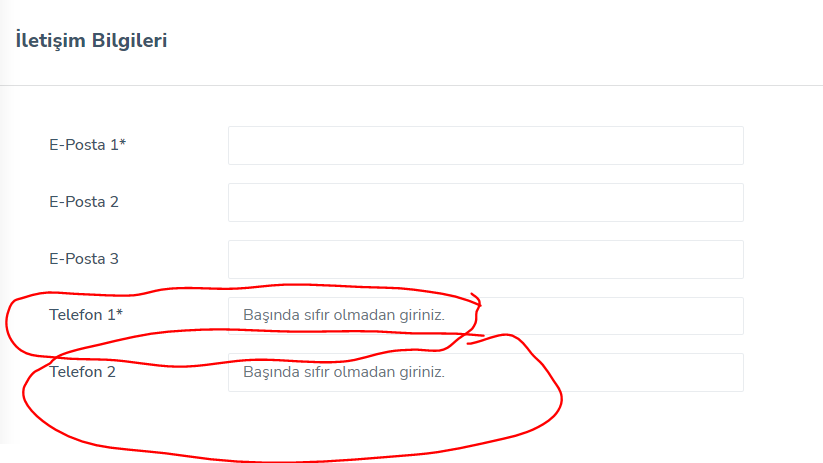 İletişim Bilgileri
E-Posta 1*
E-Posta 2
E-Posta 3
Telefon 1* Başında sıfır olmadan giriniz.
Telefon 2 Başında sıfır olmadan giriniz.